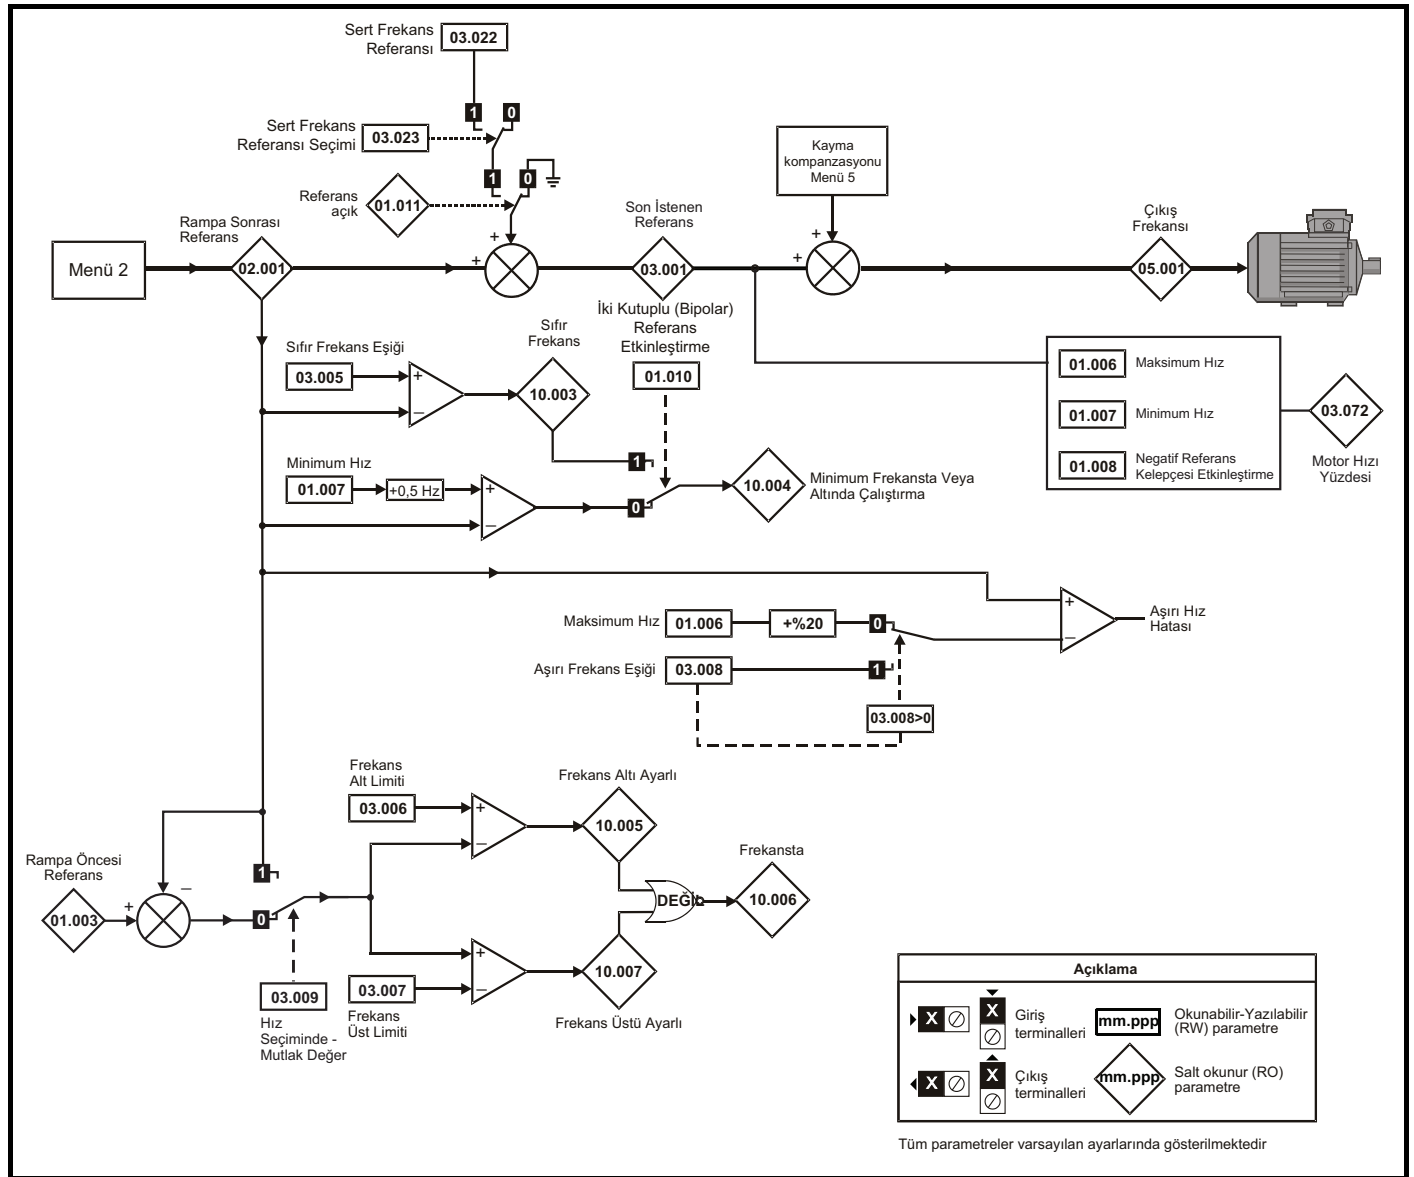 Sert Frekans
Referansı
03.022
1
0
Sert Frekans
Referansı Seçimi
03.023
1
0
Referans
açık
01.011
Kayma
kompanzasyonu
Menü 5
Rampa Sonrası
Referans
Son İstenen
Referans
Çıkış
Frekansı
+
+
+
+
Menü 2
02.001
03.001
05.001
İki Kutuplu (Bipolar)
Referans
Etkinleştirme
01.010
Sıfır
Frekans
Sıfır Frekans Eşiği
03.005
+
–
10.003
01.006
Maksimum Hız
01.007
Minimum Hız
01.008
Negatif Referans
Kelepçesi Etkinleştirme
03.072
Motor Hızı
Yüzdesi
Minimum Hız
01.007
+0,5 Hz
+
–
1
0
10.004
Minimum Frekansta Veya
Altında Çalıştırma
Maksimum Hız
01.006
+%20
0
+
–
Aşırı Hız
Hatası
Aşırı Frekans Eşiği
03.008
1
03.008>0
Frekans
Alt Limiti
03.006
+
–
Frekans Altı Ayarlı
10.005
Rampa Öncesi
Referans
01.003
+
–
1
0
DEĞİL
Frekansta
10.006
03.009
Hız
Seçiminde -
Mutlak Değer
03.007
Frekans
Üst Limiti
+
–
10.007
Frekans Üstü Ayarlı
Açıklama
X
X
Giriş
terminalleri
mm.ppp
Okunabilir-Yazılabilir
(RW) parametre
X
X
Çıkış
terminalleri
mm.ppp
Salt okunur (RO)
parametre
Tüm parametreler varsayılan ayarlarında gösterilmektedir